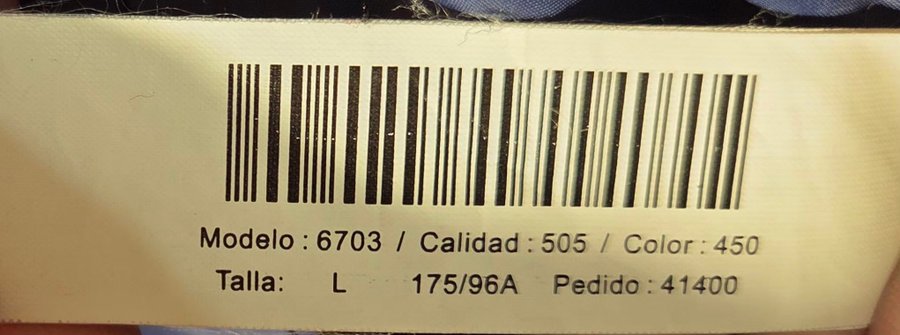 Modelo : 6703 / Calidad : 505 / Color : 450
Talla: L 175/96A Pedido : 41400